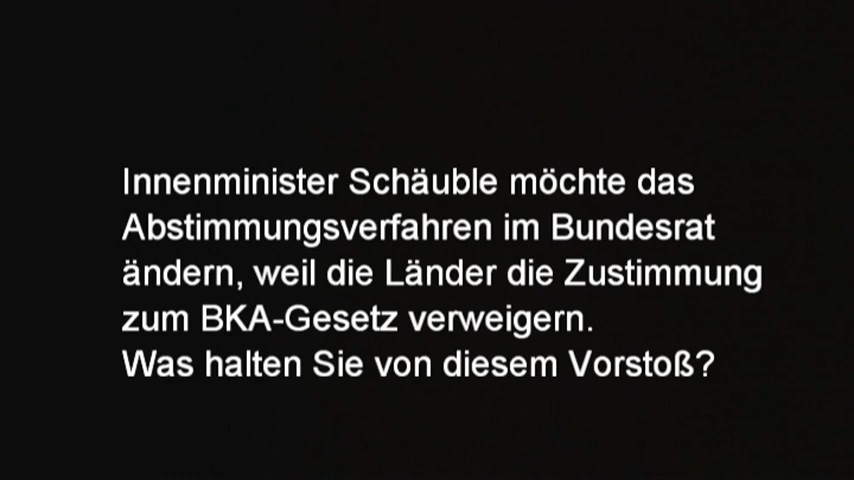 Innenminister Schäuble möchte das
Abstimmungsverfahren im Bundesrat
ändern, weil die Länder die Zustimmung
zum BKA-Gesetz verweigern.
Was halten Sie von diesem Vorstoß?